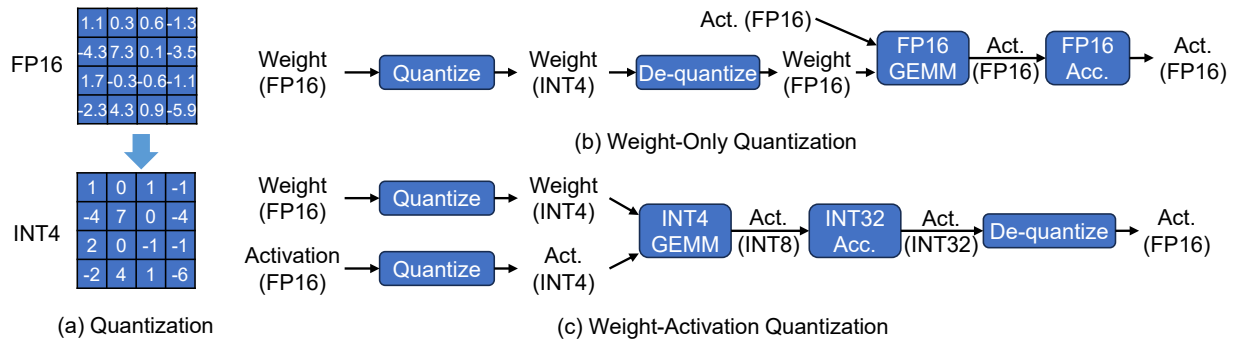 FP16
1.1 0.3 0.6 -1.3
-4.3 7.3 0.1 -3.5
1.7 -0.3 -0.6 -1.1
-2.3 4.3 0.9 -5.9
INT4
1 0 1 -1
-4 7 0 -4
2 0 -1 -1
-2 4 1 -6
(a) Quantization
Weight
(FP16)
Quantize
Weight
(INT4)
De-quantize
Weight
(FP16)
Act. (FP16)
FP16
GEMM
Act.
(FP16)
FP16
Acc.
Act.
(FP16)
(b) Weight-Only Quantization
Weight
(FP16)
Quantize
Weight
(INT4)
Activation
(FP16)
Quantize
Act.
(INT4)
INT4
GEMM
Act.
(INT8)
INT32
Acc.
Act.
(INT32)
De-quantize
Act.
(FP16)
(c) Weight-Activation Quantization